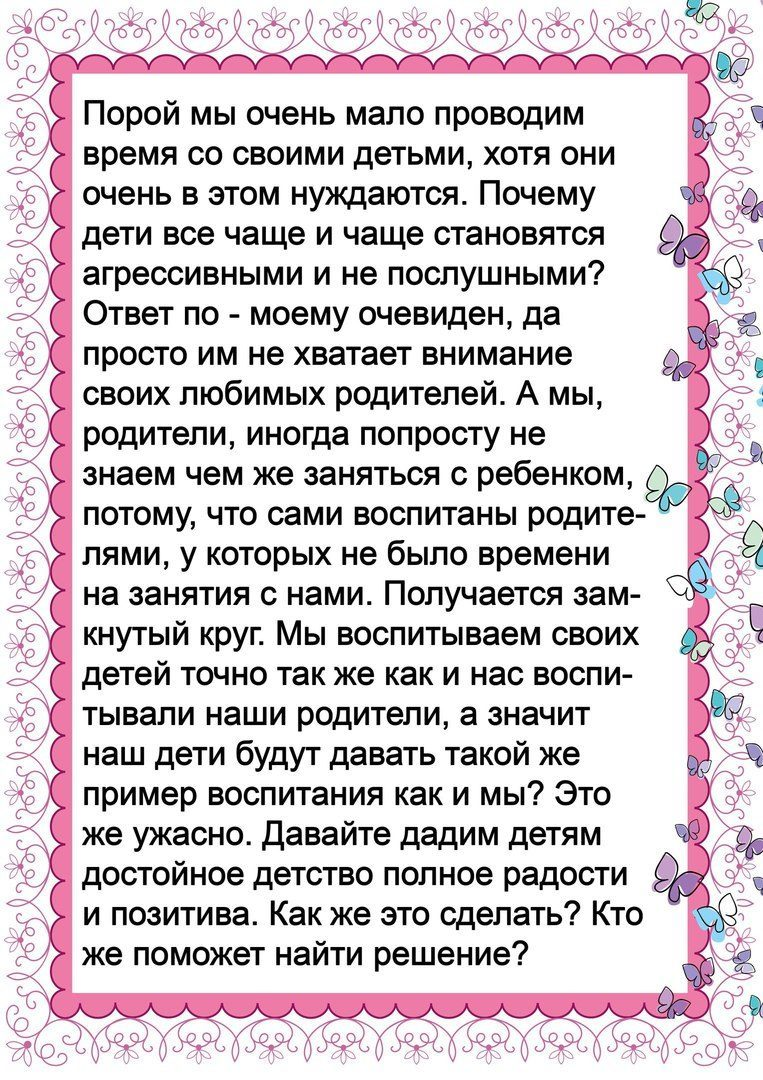 Порой мы очень мало проводим
время со своими детьми, хотя они
очень в этом нуждаются. Почему
дети все чаще и чаще становятся
агрессивными и не послушными?
Ответ по - моему очевиден, да
просто им не хватает внимание
своих любимых родителей. А мы,
родители, иногда попросту не
знаем чем же заняться с ребенком,
потому, что сами воспитаны родите-
лями, у которых не было времени
на занятия с нами. Получается зам-
кнутый круг. Мы воспитываем своих
детей точно так же как и нас воспи-
тывали наши родители, а значит
наш дети будут давать такой же
пример воспитания как и мы? Это
же ужасно. Давайте дадим детям
достойное детство полное радости
и позитива. Как же это сделать? Кто
же поможет найти решение?